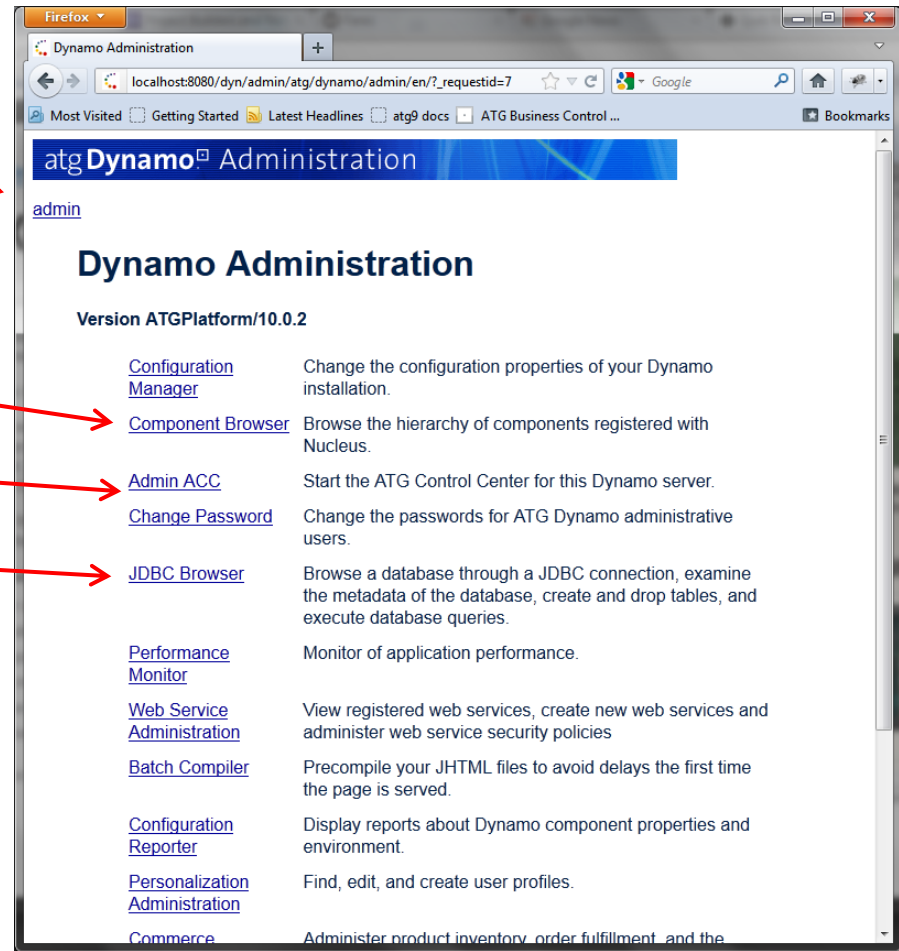 Firefox
Dynamo Administration
localhost:8080/dyn/admin/atg/dynamo/admin/en/?_requestid=7
Google
Most Visited Getting Started Latest Headlines atg9 docs ATG Business Control ... Bookmarks
atg Dynamo Administration
admin
Dynamo Administration
Version ATGPlatform/10.0.2
Configuration Manager
Change the configuration properties of your Dynamo
installation.
Component Browser
Browse the hierarchy of components registered with
Nucleus.
Admin ACC
Start the ATG Control Center for this Dynamo server.
Change Password
Change the passwords for ATG Dynamo administrative
users.
JDBC Browser
Browse a database through a JDBC connection, examine
the metadata of the database, create and drop tables, and
execute database queries.
Performance
Monitor
Monitor of application performance.
Web Service
Administration
View registered web services, create new web services and
administer web service security policies
Batch Compiler
Precompile your JHTML files to avoid delays the first time
the page is served.
Configuration
Reporter
Display reports about Dynamo component properties and
environment.
Personalization
Administration
Find, edit, and create user profiles.
Commerce
Administer product inventory, order fulfillment, and the